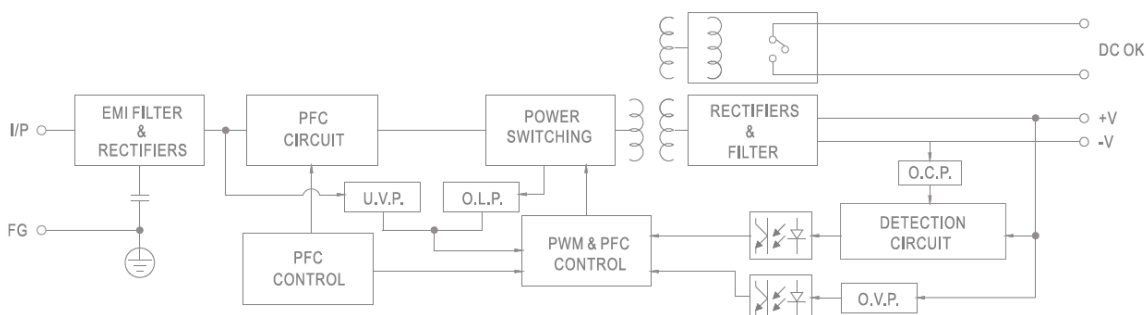 DC OK
I/P
EMI FILTER
&
RECTIFIERS
PFC
CIRCUIT
POWER
SWITCHING
RECTIFIERS
&
FILTER
+V
-V
U.V.P.
O.L.P.
O.C.P.
FG
PFC
CONTROL
PWM & PFC
CONTROL
DETECTION
CIRCUIT
O.V.P.